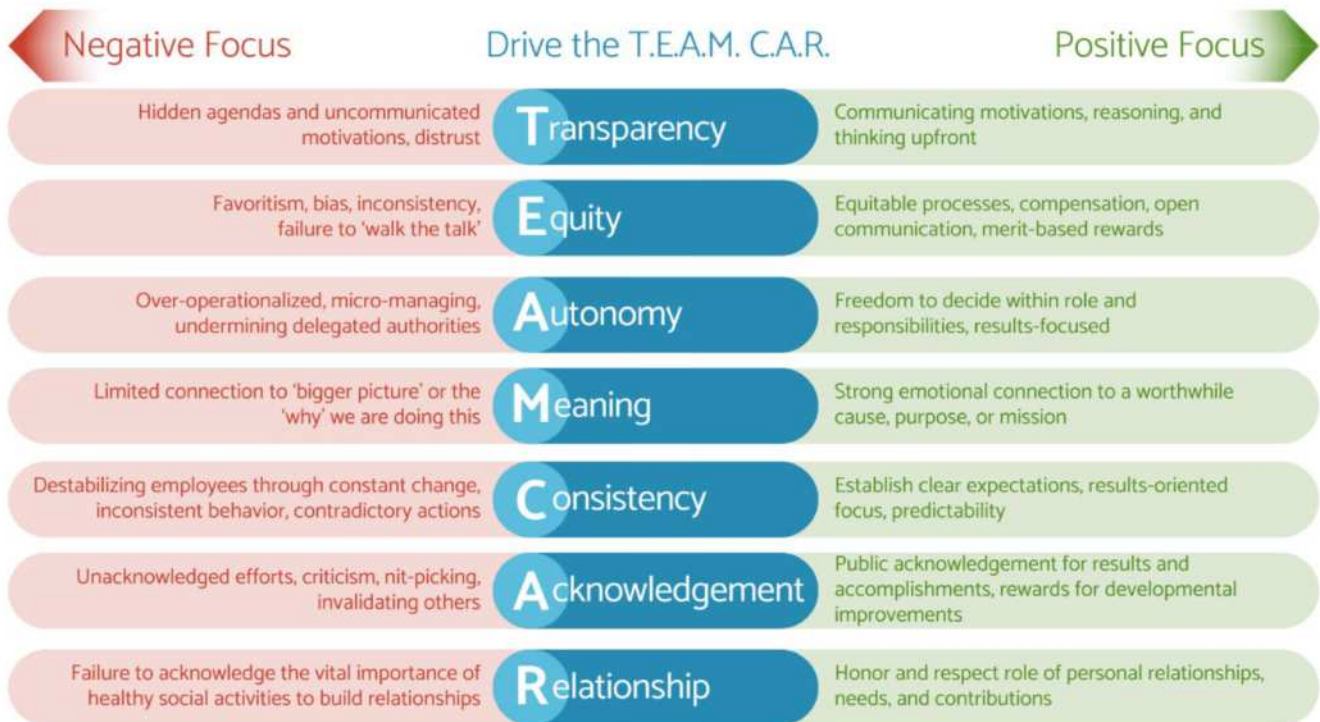 Negative Focus
Drive the T.E.A.M. C.A.R.
Positive Focus
Hidden agendas and uncommunicated
motivations, distrust
Transparency
Communicating motivations, reasoning, and
thinking upfront
Favoritism, bias, inconsistency,
failure to ‘walk the talk’
Equity
Equitable processes, compensation, open
communication, merit-based rewards
Over-operationalized, micro-managing,
undermining delegated authorities
Autonomy
Freedom to decide within role and
responsibilities, results-focused
Limited connection to ‘bigger picture’ or the
‘why’ we are doing this
Meaning
Strong emotional connection to a worthwhile
cause, purpose, or mission
Destabilizing employees through constant change,
inconsistent behavior, contradictory actions
Consistency
Establish clear expectations, results-oriented
focus, predictability
Unacknowledged efforts, criticism, nit-picking,
invalidating others
Acknowledgement
Public acknowledgement for results and
accomplishments, rewards for developmental
improvements
Failure to acknowledge the vital importance of
healthy social activities to build relationships
Relationship
Honor and respect role of personal relationships,
needs, and contributions